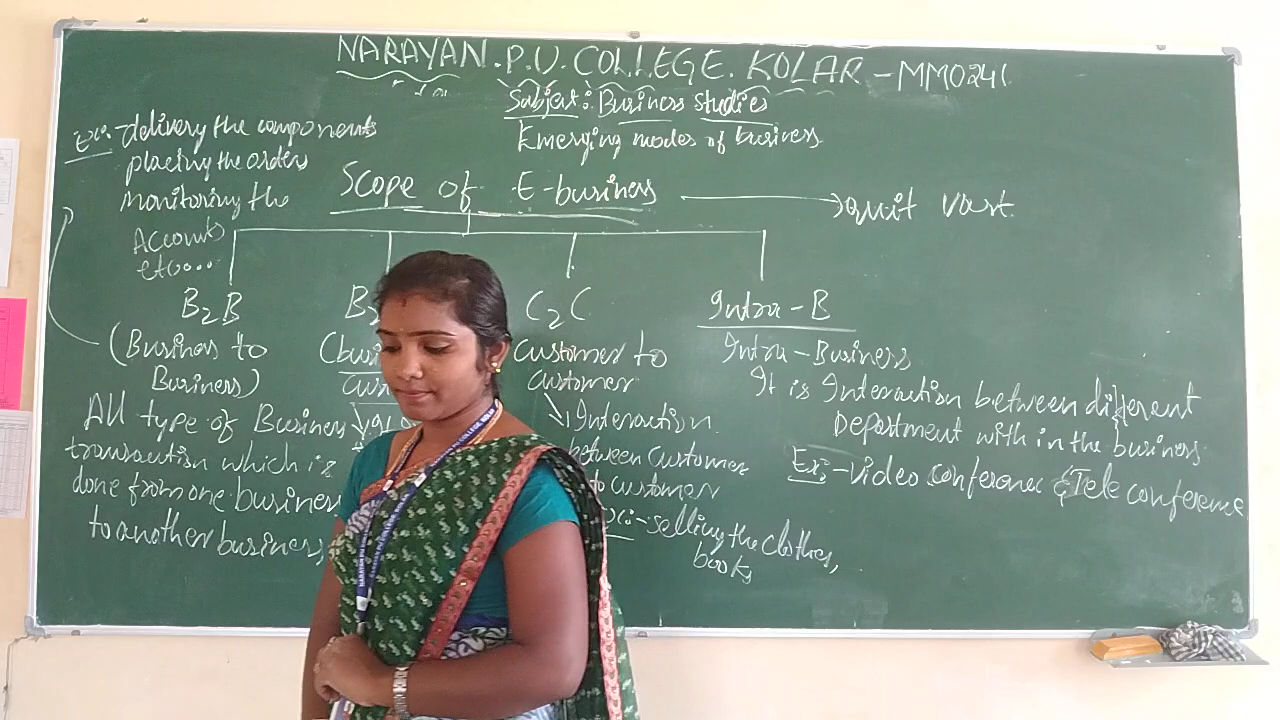 NARAYAN.P.U.COLLEGE.KOLAR - MM0241
Subject: Business studies
Emerging modes of business
Ex:- delivery the components
placing the orders
monitoring the
Accounts
etc....
Scope of E-business → quit vast
B2B
(Business to
Business)
All type of Business
transaction which is
done from one business
to another business
C2C
Customer to
customer
Interaction
between customer
to customer
selling the clothes,
books
Intra-B
Intra-Business
It is Interaction between different
Department with in the business
Ex:- video conference & Tele conference